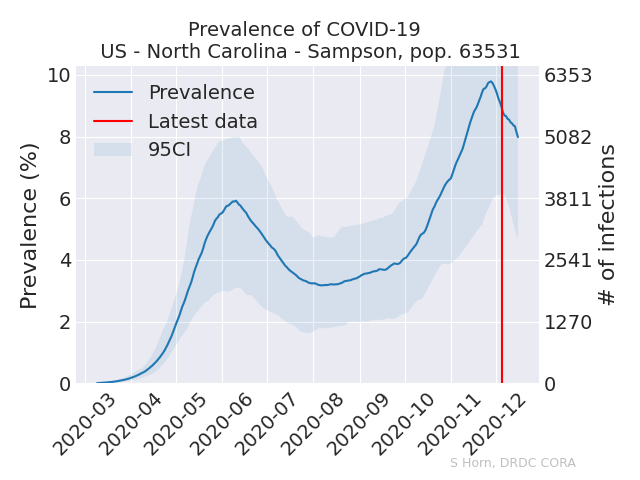 Prevalence of COVID-19
US - North Carolina - Sampson, pop. 63531
Prevalence (%)
10
8
6
4
2
0
Prevalence
Latest data
95CI
6353
5082
3811
2541
1270
0
# of infections
2020-03
2020-04
2020-05
2020-06
2020-07
2020-08
2020-09
2020-10
2020-11
2020-12
S Horn, DRDC CORA